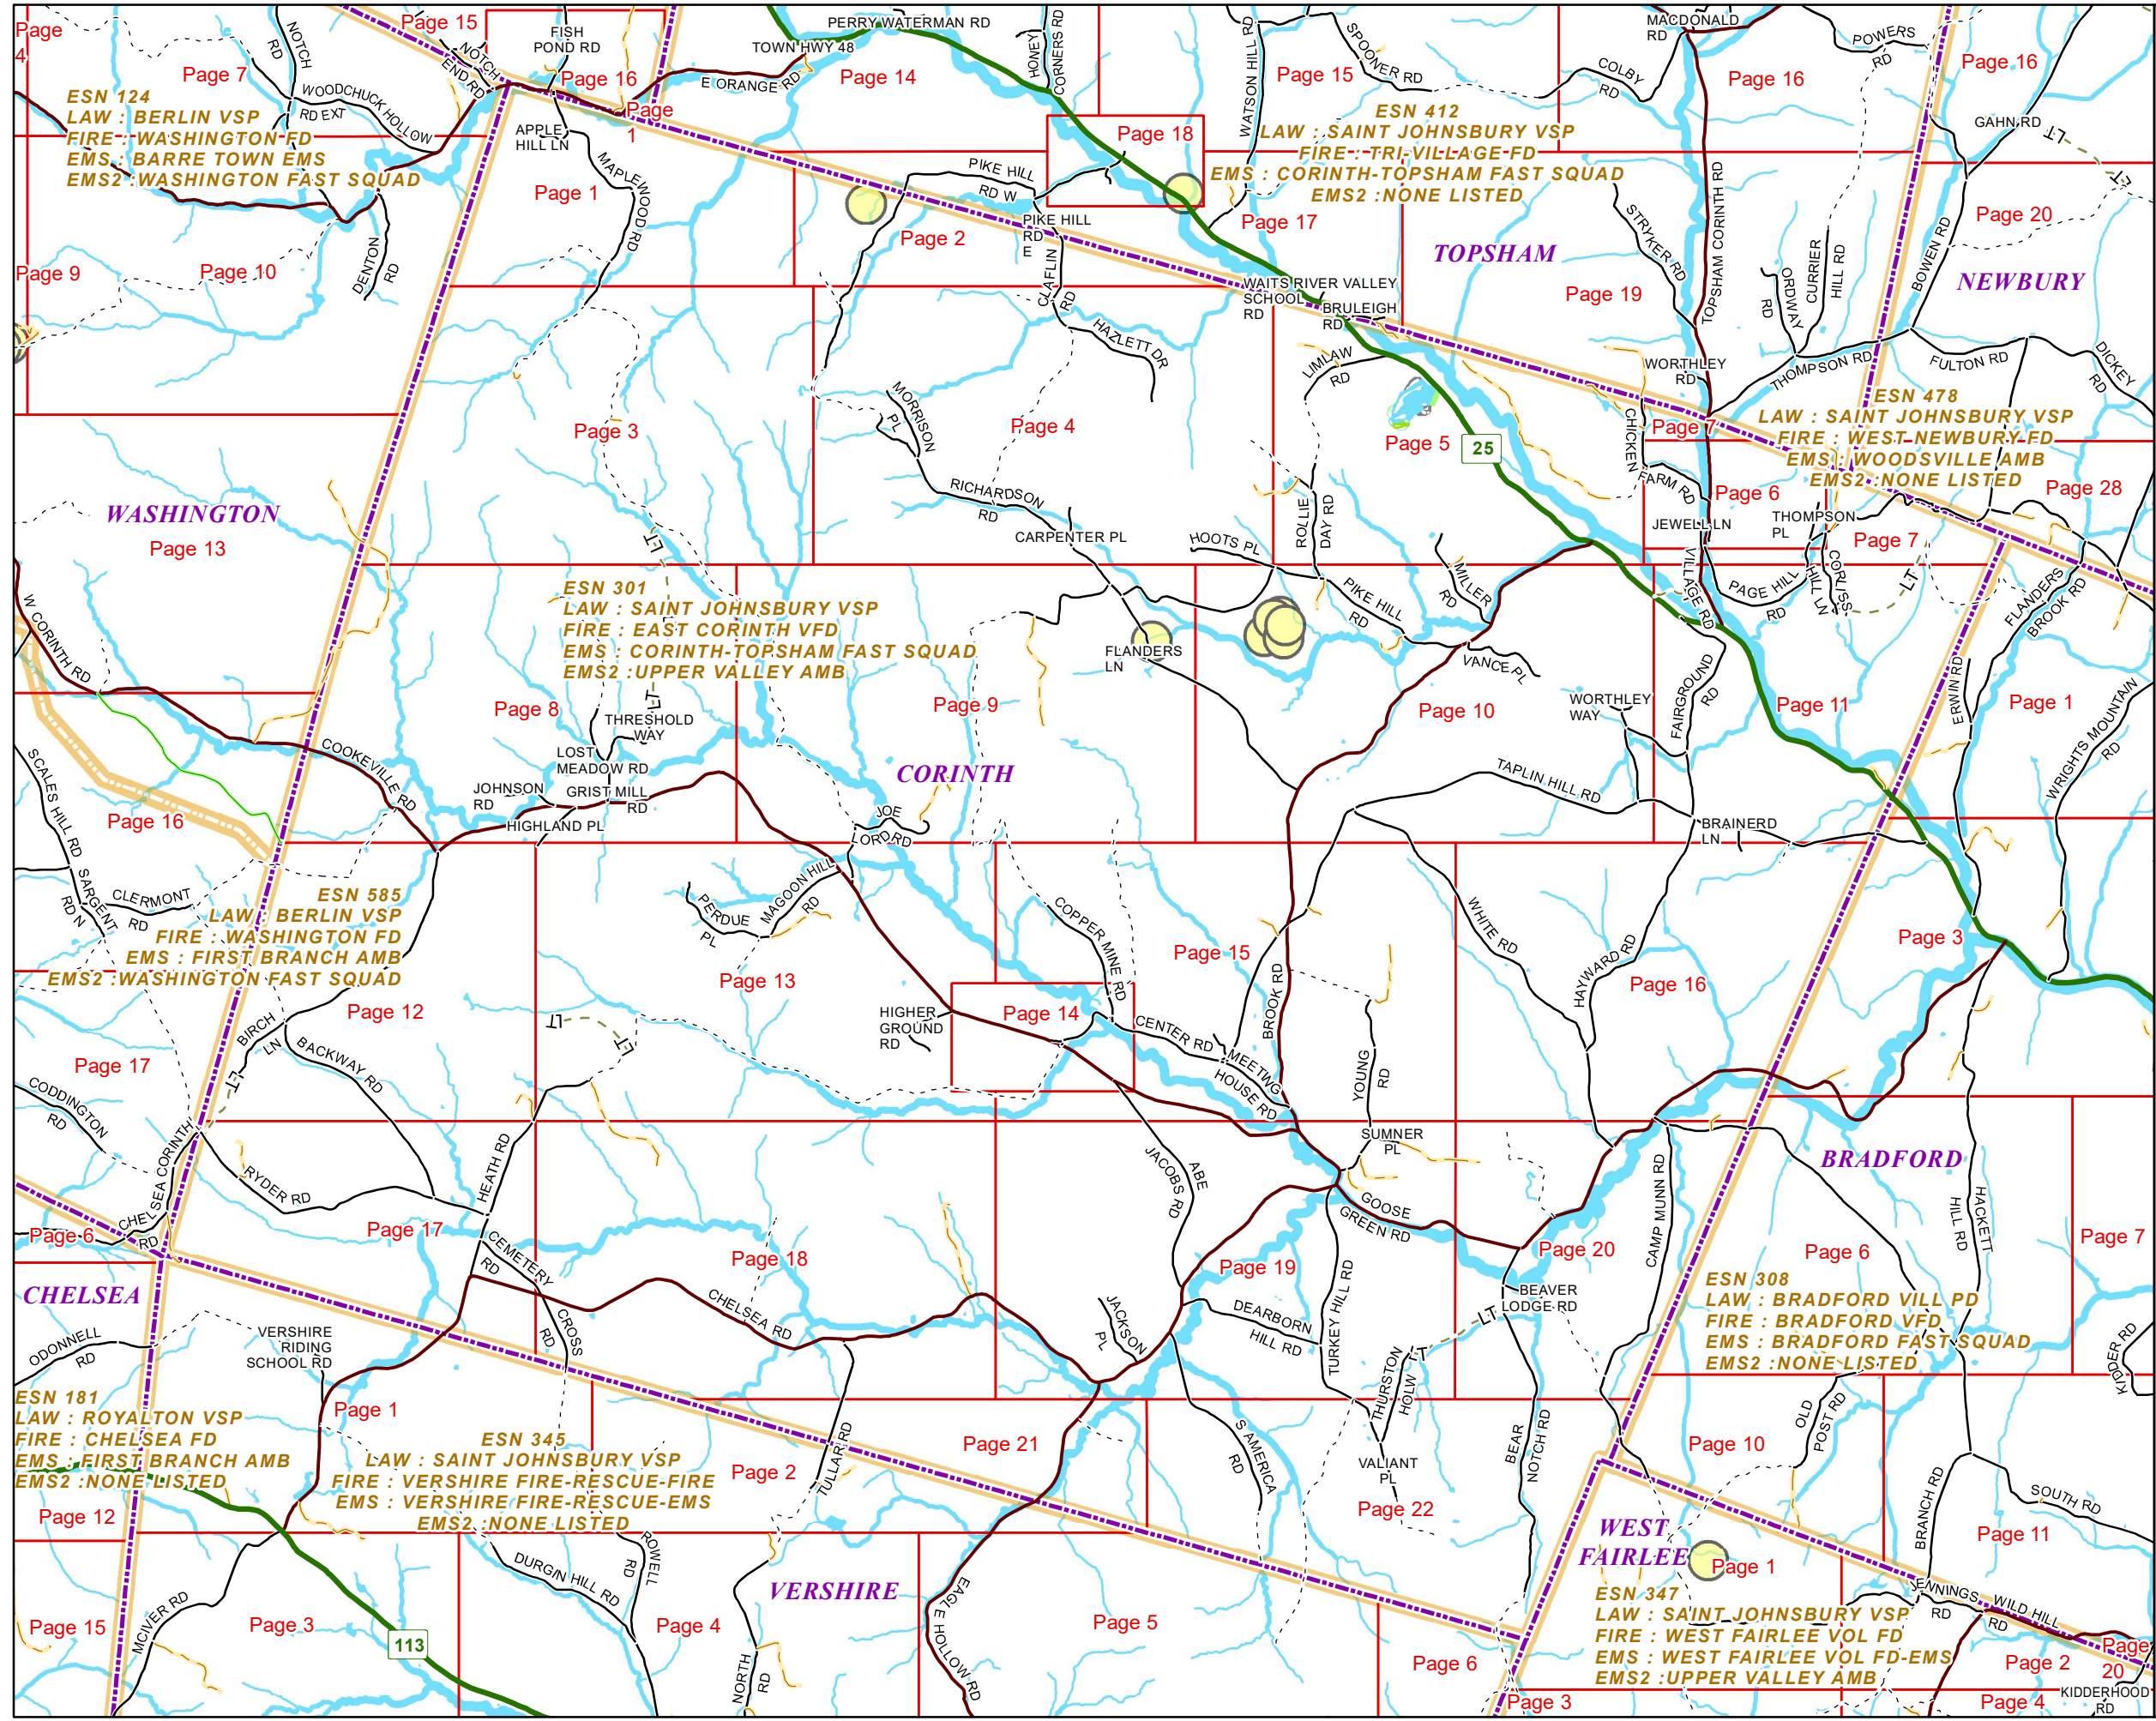 Page
4
Page 15
NOTCH
RD
Page 7
NOTCH
END RD
FISH
POND RD
Page 16
Page
1
PERRY WATERMAN RD
TOWN HWY 48
Page 14
E ORANGE RD
HONEY
CORNERS RD
WATSON HILL RD
Page 15
SPOONER RD
COLBY
RD
MACDONALD
RD
Page 16
POWERS
RD
Page 16
GAHN RD
LT
LT
WOODCHUCK HOLLOW
RD EXT
ESN 124
LAW : BERLIN VSP
FIRE : WASHINGTON FD
EMS : BARRE TOWN EMS
EMS2 :WASHINGTON FAST SQUAD
APPLE
HILL LN
MAPLEWOOD RD
Page 1
Page 18
ESN 412
LAW : SAINT JOHNSBURY VSP
FIRE : TRI-VILLAGE FD
EMS : CORINTH-TOPSHAM FAST SQUAD
EMS2 :NONE LISTED
PIKE HILL
RD W
PIKE HILL
RD
E
Page 2
Page 17
TOPSHAM
STRYKER RD
TOPSHAM CORINTH RD
Page 19
ORDWAY
RD
CURRIER
HILL RD
BOWEN RD
Page 20
NEWBURY
Page 9
Page 10
DENTON
RD
CLAFLIN
RD
HAZLETT DR
WAITS RIVER VALLEY
SCHOOL
RD
BRULEIGH
RD
LIMLAW
RD
WORTHLEY
RD
THOMPSON RD
FULTON RD
DICKEY
RD
ESN 478
LAW : SAINT JOHNSBURY VSP
FIRE : WEST NEWBURY FD
EMS : WOODSVILLE AMB
EMS2 :NONE LISTED
MORRISON
PL
Page 3
Page 4
Page 5
25
CHICKEN
FARM RD
Page 7
Page 6
Page 28
JEWELL LN
THOMPSON
PL
Page 7
WASHINGTON
Page 13
RICHARDSON
RD
CARPENTER PL
HOOTS PL
ROLLIE
DAY RD
LT
MILLER
RD
PIKE HILL
RD
VILLAGE RD
PAGE HILL
RD
HILL LN
CORLISS
LT
FLANDERS
BROOK RD
ESN 301
LAW : SAINT JOHNSBURY VSP
FIRE : EAST CORINTH VFD
EMS : CORINTH-TOPSHAM FAST SQUAD
EMS2 :UPPER VALLEY AMB
W CORINTH RD
FLANDERS
LN
VANCE PL
WORTHLEY
WAY
FAIRGROUND
RD
ERWIN RD
Page 1
WRIGHTS MOUNTAIN
RD
Page 8
LT
THRESHOLD
WAY
Page 9
Page 10
Page 11
LOST
MEADOW RD
COOKEVILLE RD
JOHNSON
RD
GRIST MILL
RD
HIGHLAND PL
CORINTH
TAPLIN HILL RD
BRAINERD
LN
SCALES HILL RD
Page 16
JOE
LORD RD
SARGENT
RD N
CLERMONT
RD
ESN 585
LAW : BERLIN VSP
FIRE : WASHINGTON FD
EMS : FIRST BRANCH AMB
EMS2 :WASHINGTON FAST SQUAD
PERDUE
PL
MAGOON HILL
RD
COPPER MINE RD
WHITE RD
HAYWARD RD
Page 3
Page 15
Page 16
Page 13
Page 12
HIGHER
GROUND
RD
Page 14
BROOK RD
CENTER RD
MEETING
HOUSE RD
YOUNG
RD
BIRCH
LN
BACKWAY RD
LT
LT
LT
Page 17
CODDINGTON
RD
SUMNER
PL
CHELSEA CORINTH
RD
RYDER RD
HEATH RD
JACOBS RD
ABE
GOOSE
GREEN RD
CAMP MUNN RD
BRADFORD
HILL RD
HACKETT
Page 6
Page 17
CEMETERY
RD
Page 18
Page 19
TURKEY HILL RD
Page 20
Page 6
Page 7
CHELSEA
BEAVER
LODGE RD
LT
ESN 308
LAW : BRADFORD VILL PD
FIRE : BRADFORD VFD
EMS : BRADFORD FAST SQUAD
EMS2 :NONE LISTED
KIDDER RD
ODONNELL
RD
VERSHIRE
RIDING
SCHOOL RD
CROSS
RD
CHELSEA RD
JACKSON
PL
DEARBORN
HILL RD
THURSTON
HOLW
LT
ESN 181
LAW : ROYALTON VSP
FIRE : CHELSEA FD
EMS : FIRST BRANCH AMB
EMS2 :NONE LISTED
Page 1
ESN 345
LAW : SAINT JOHNSBURY VSP
FIRE : VERSHIRE FIRE-RESCUE-FIRE
EMS : VERSHIRE FIRE-RESCUE-EMS
EMS2 :NONE LISTED
Page 2
TULLAR RD
Page 21
S AMERICA
RD
VALIANT
PL
Page 22
BEAR
NOTCH RD
OLD
POST RD
Page 10
BRANCH RD
SOUTH RD
Page 11
Page 12
WEST
FAIRLEE
Page 1
DURGIN HILL RD
ROWELL
RD
VERSHIRE
EAGLE HOLLOW RD
ESN 347
LAW : SAINT JOHNSBURY VSP
FIRE : WEST FAIRLEE VOL FD
EMS : WEST FAIRLEE VOL FD-EMS
EMS2 :UPPER VALLEY AMB
JENNINGS
RD
WILD HILL
RD
Page 15
MCIVER RD
Page 3
113
Page 4
NORTH
RD
Page 5
Page 6
Page 3
Page 2
Page
20
Page 4
KIDDERHOOD
RD